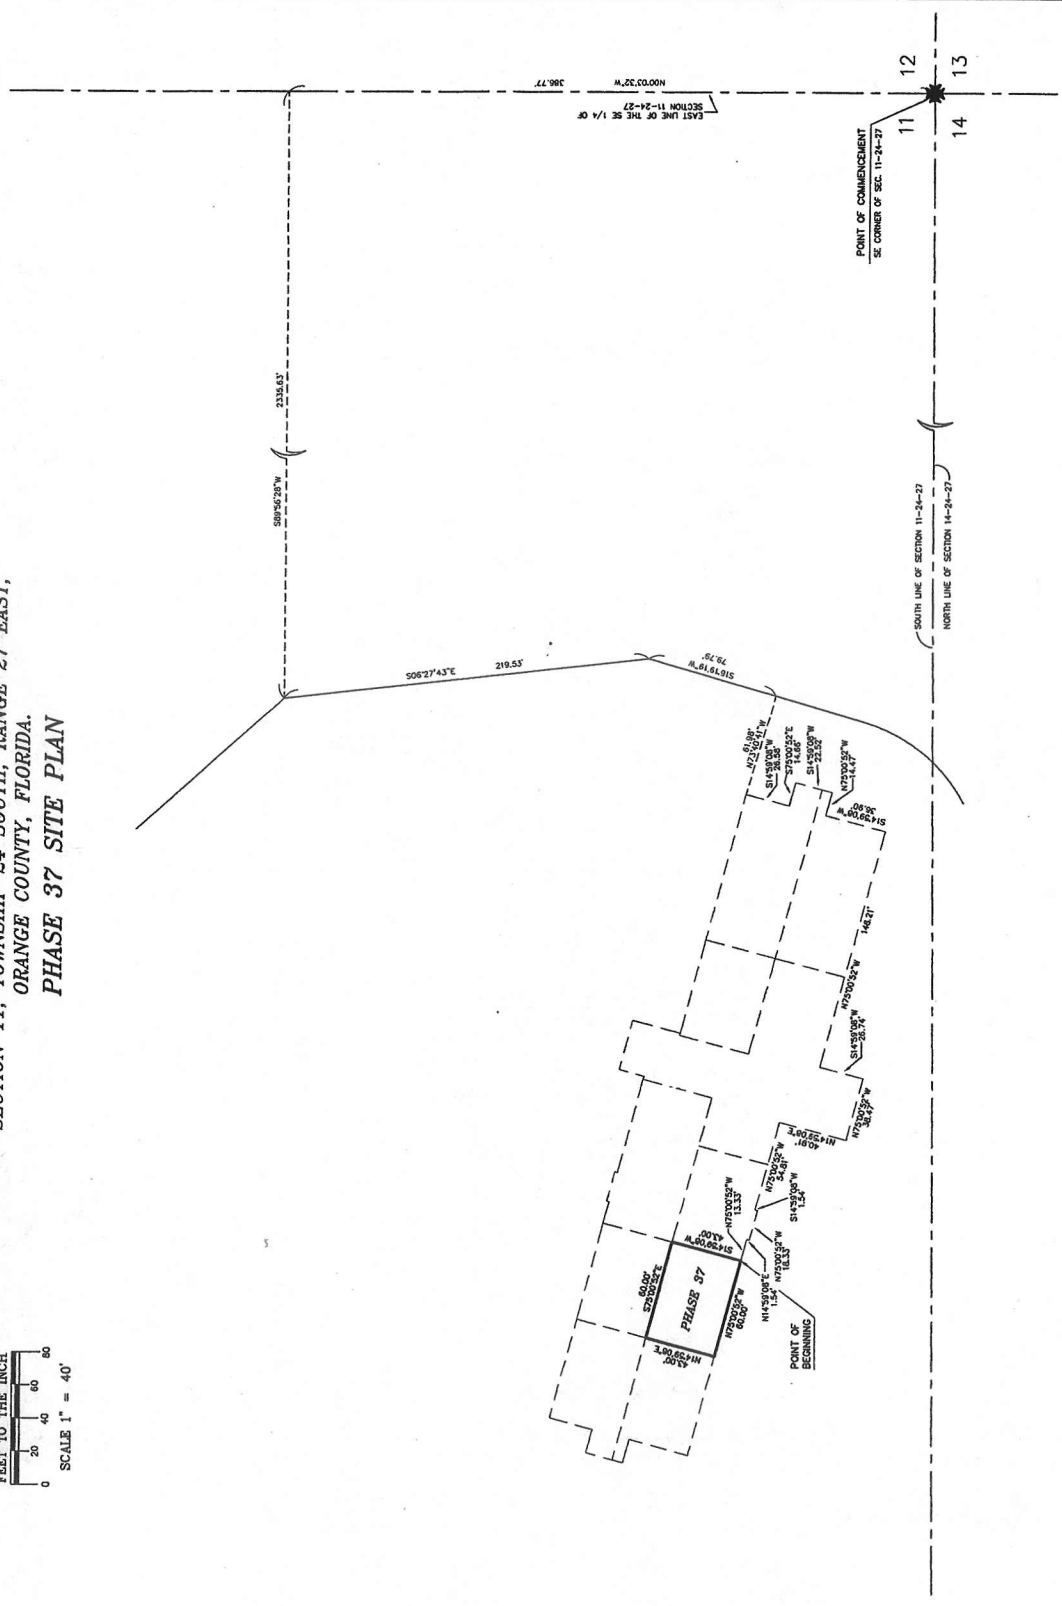 RANGE 27 EAST,
ORANGE COUNTY, FLORIDA.
PHASE 37 SITE PLAN
FEET TO THE INCH
0 20 40 60 80
SCALE 1" = 40'
N00°03'32"W 386.77'
EAST LINE OF THE SE 1/4 OF
SECTION 11-24-27
12
13
11
14
POINT OF COMMENCEMENT
SE CORNER OF SEC. 11-24-27
S89°56'28"W 2335.63'
S06°27'43"E 219.53'
S16°19'19"W
79.79'
SOUTH LINE OF SECTION 11-24-27
NORTH LINE OF SECTION 14-24-27
61.98'
N73°40'41"W
S14°59'08"W
26.58'
S75°00'52"E
14.66'
S14°59'08"W
22.52'
N75°00'52"W
14.47'
S14°59'08"W
36.90'
N75°00'52"W 148.21'
S14°59'08"W
26.74'
N75°00'52"W
38.47'
N14°59'08"E
40.91'
N75°00'52"W
54.81'
S14°59'08"W
1.54'
N75°00'52"W
18.33'
N14°59'08"E
1.54'
N75°00'52"W
13.33'
S14°59'08"W
43.00'
60.00'
S75°00'52"E
PHASE 37
N14°59'08"E
43.00'
N75°00'52"W
60.00'
POINT OF
BEGINNING